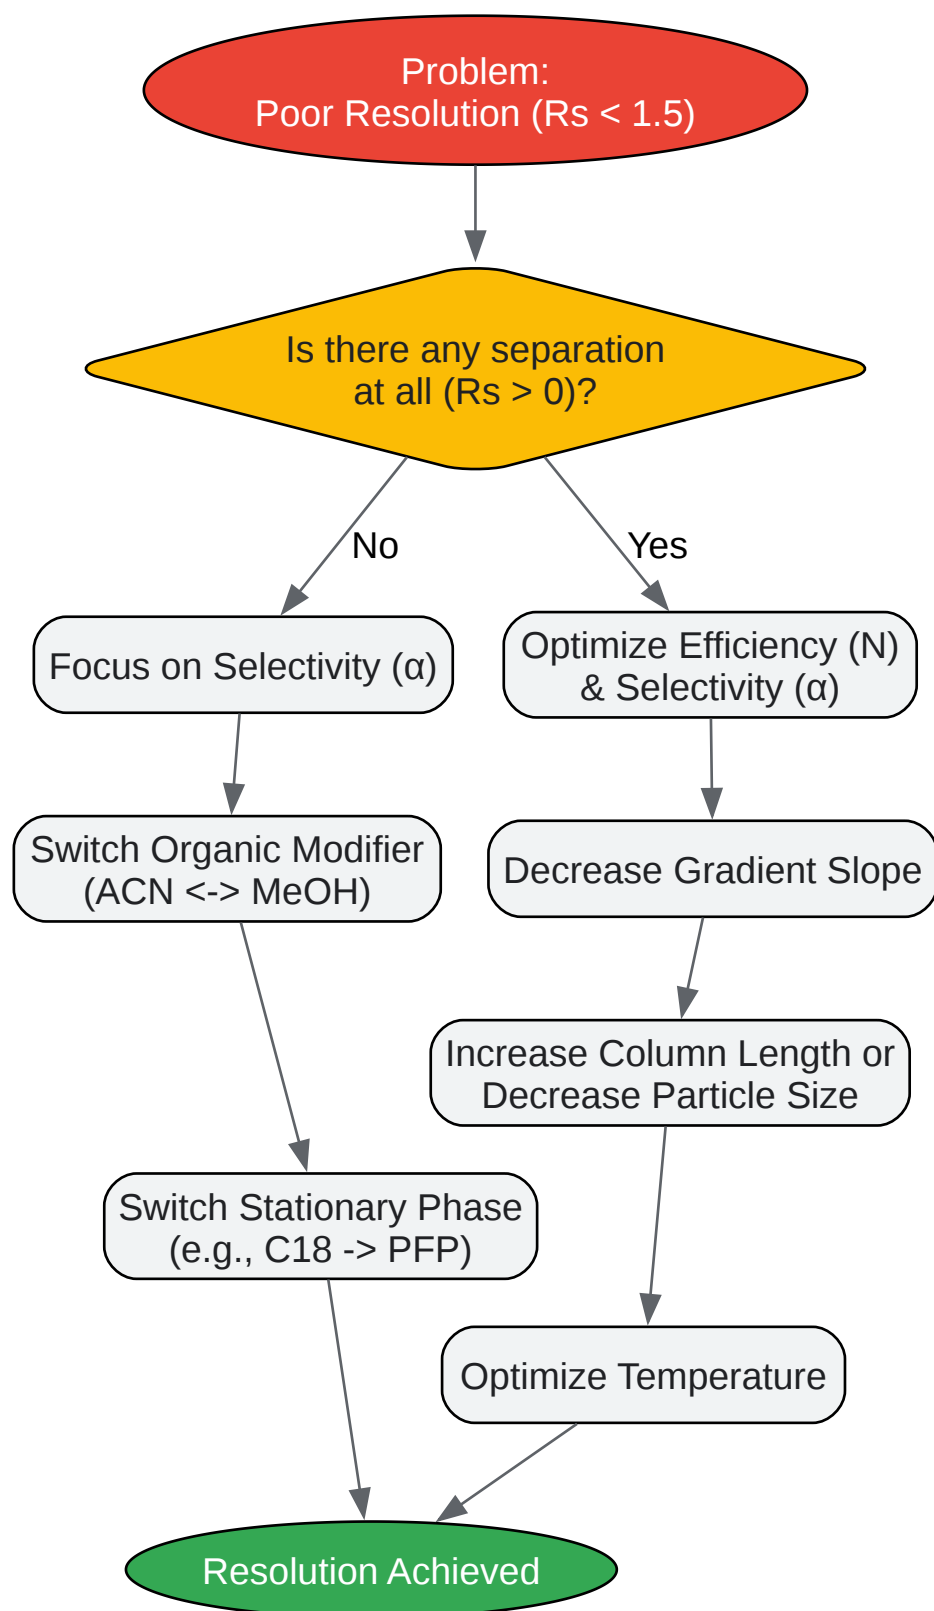 Problem:
Poor Resolution (Rs < 1.5)
Is there any separation
at all (Rs > 0)?
No
Yes
Focus on Selectivity (α)
Optimize Efficiency (N)
& Selectivity (α)
Switch Organic Modifier
(ACN <-> MeOH)
Decrease Gradient Slope
Increase Column Length or
Decrease Particle Size
Switch Stationary Phase
(e.g., C18 -> PFP)
Optimize Temperature
Resolution Achieved